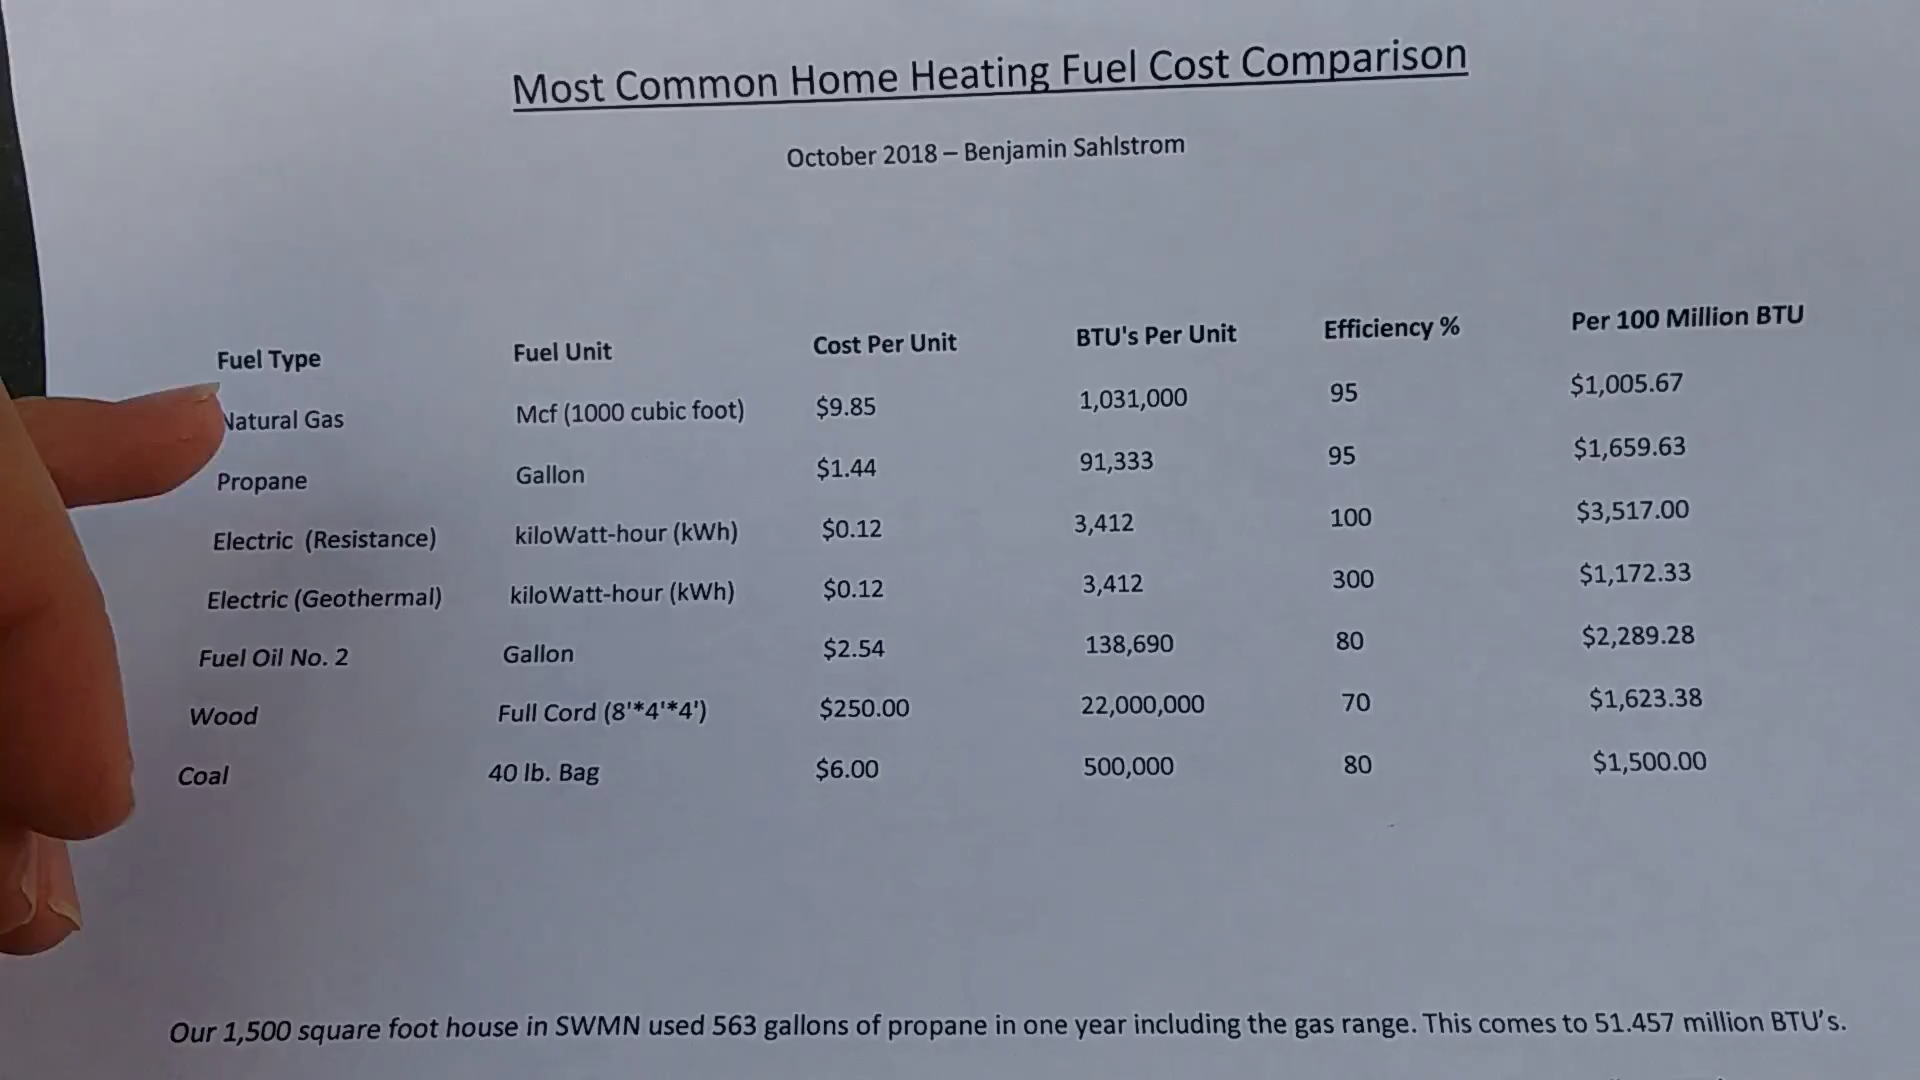 Most Common Home Heating Fuel Cost Comparison
October 2018 – Benjamin Sahlstrom
Fuel Type Fuel Unit Cost Per Unit BTU's Per Unit Efficiency % Per 100 Million BTU
Natural Gas Mcf (1000 cubic foot) $9.85 1,031,000 95 $1,005.67
Propane Gallon $1.44 91,333 95 $1,659.63
Electric (Resistance) kiloWatt-hour (kWh) $0.12 3,412 100 $3,517.00
Electric (Geothermal) kiloWatt-hour (kWh) $0.12 3,412 300 $1,172.33
Fuel Oil No. 2 Gallon $2.54 138,690 80 $2,289.28
Wood Full Cord (8'*4'*4') $250.00 22,000,000 70 $1,623.38
Coal 40 lb. Bag $6.00 500,000 80 $1,500.00
Our 1,500 square foot house in SWMN used 563 gallons of propane in one year including the gas range. This comes to 51.457 million BTU's.